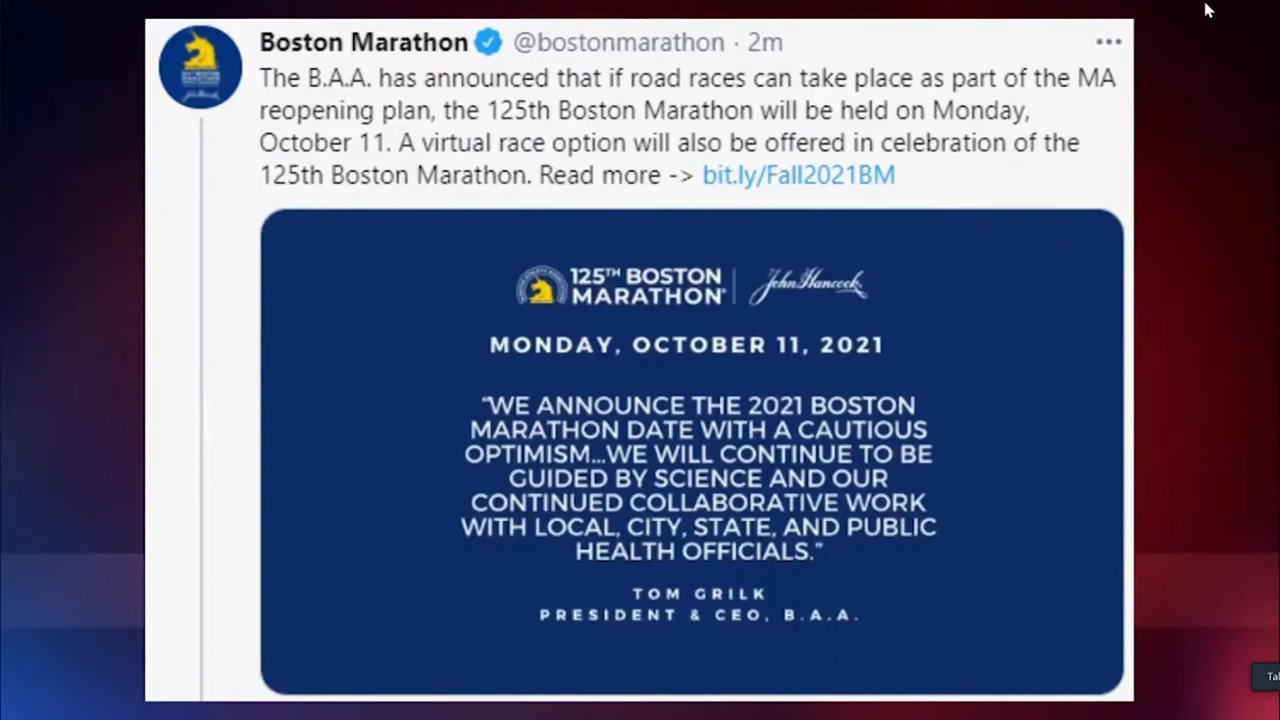 Boston Marathon @bostonmarathon · 2m
The B.A.A. has announced that if road races can take place as part of the MA
reopening plan, the 125th Boston Marathon will be held on Monday,
October 11. A virtual race option will also be offered in celebration of the
125th Boston Marathon. Read more -> bit.ly/Fall2021BM
125TH BOSTON
MARATHON®
John Hancock
MONDAY, OCTOBER 11, 2021
"WE ANNOUNCE THE 2021 BOSTON
MARATHON DATE WITH A CAUTIOUS
OPTIMISM...WE WILL CONTINUE TO BE
GUIDED BY SCIENCE AND OUR
CONTINUED COLLABORATIVE WORK
WITH LOCAL, CITY, STATE, AND PUBLIC
HEALTH OFFICIALS."
TOM GRILK
PRESIDENT & CEO, B.A.A.